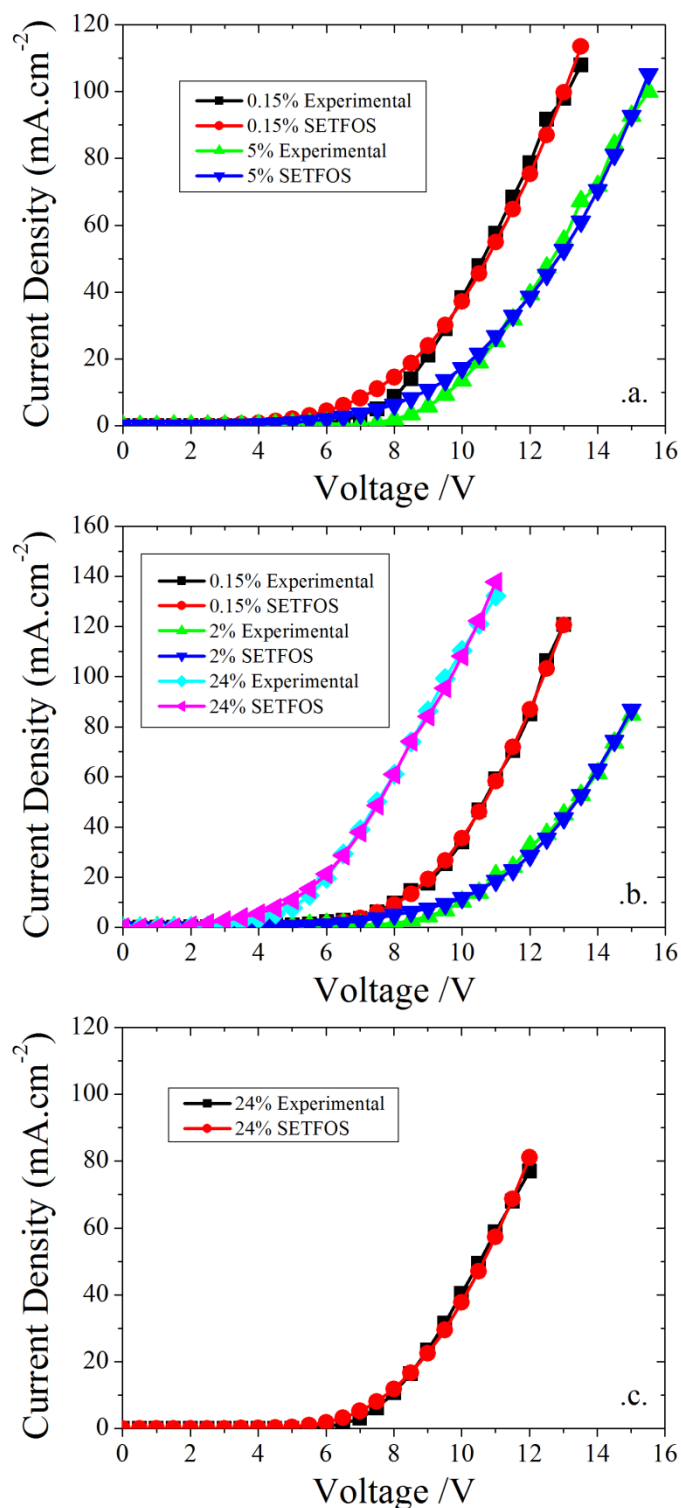 120
100
80
60
40
20
0
Current Density (mA.cm-2)
0.15% Experimental
0.15% SETFOS
5% Experimental
5% SETFOS
.a.
0 2 4 6 8 10 12 14 16
Voltage /V
160
140
120
100
80
60
40
20
0
Current Density (mA.cm-2)
0.15% Experimental
0.15% SETFOS
2% Experimental
2% SETFOS
24% Experimental
24% SETFOS
.b.
0 2 4 6 8 10 12 14 16
Voltage /V
120
100
80
60
40
20
0
Current Density (mA.cm-2)
24% Experimental
24% SETFOS
.c.
0 2 4 6 8 10 12 14 16
Voltage /V